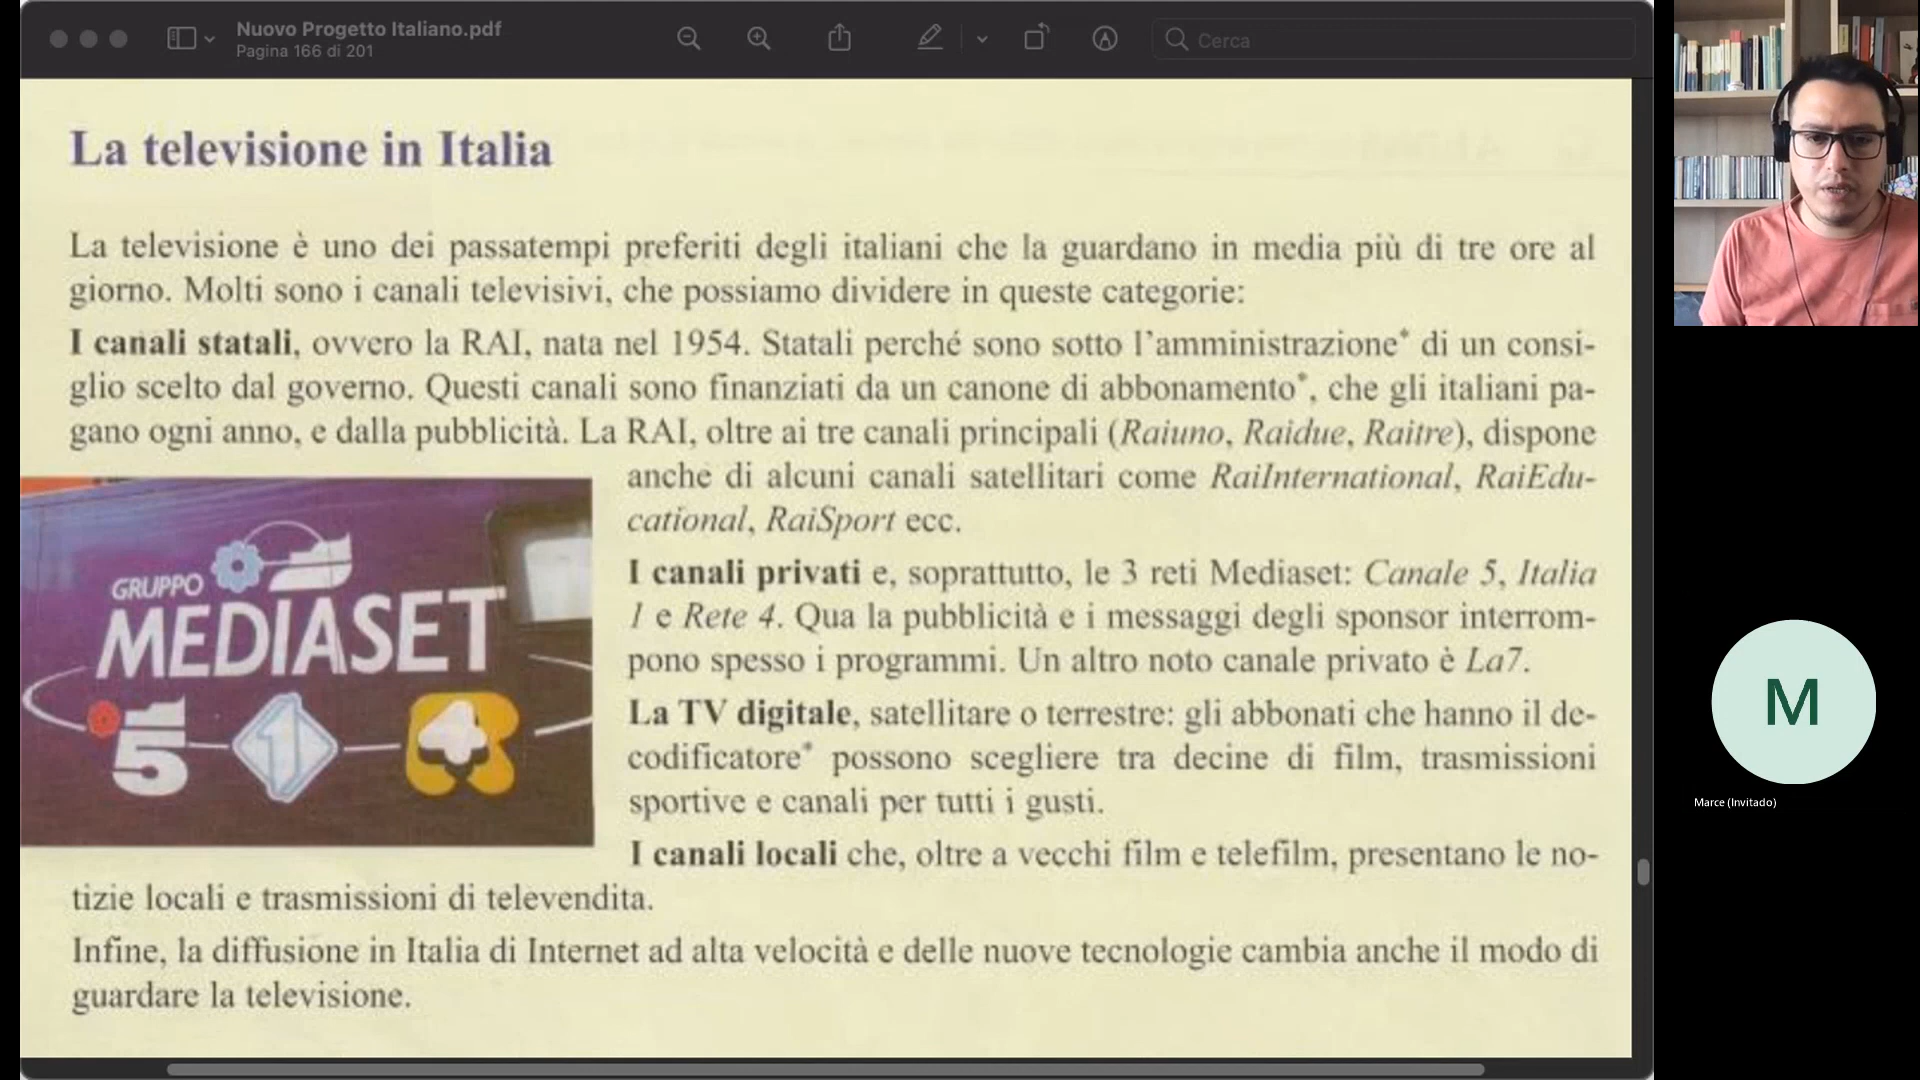 Nuovo Progetto Italiano.pdf
Pagina 166 di 201
Cerca
La televisione in Italia
La televisione è uno dei passatempi preferiti degli italiani che la guardano in media più di tre ore al
giorno. Molti sono i canali televisivi, che possiamo dividere in queste categorie:
I canali statali, ovvero la RAI, nata nel 1954. Statali perché sono sotto l'amministrazione* di un consi-
glio scelto dal governo. Questi canali sono finanziati da un canone di abbonamento*, che gli italiani pa-
gano ogni anno, e dalla pubblicità. La RAI, oltre ai tre canali principali (Raiuno, Raidue, Raitre), dispone
anche di alcuni canali satellitari come RaiInternational, RaiEdu-
cational, RaiSport ecc.
I canali privati e, soprattutto, le 3 reti Mediaset: Canale 5, Italia
1 e Rete 4. Qua la pubblicità e i messaggi degli sponsor interrom-
pono spesso i programmi. Un altro noto canale privato è La7.
La TV digitale, satellitare o terrestre: gli abbonati che hanno il de-
codificatore* possono scegliere tra decine di film, trasmissioni
sportive e canali per tutti i gusti.
I canali locali che, oltre a vecchi film e telefilm, presentano le no-
tizie locali e trasmissioni di televendita.
Infine, la diffusione in Italia di Internet ad alta velocità e delle nuove tecnologie cambia anche il modo di
guardare la televisione.
GRUPPO
MEDIASET
5 1 4
M
Marce (Invitado)